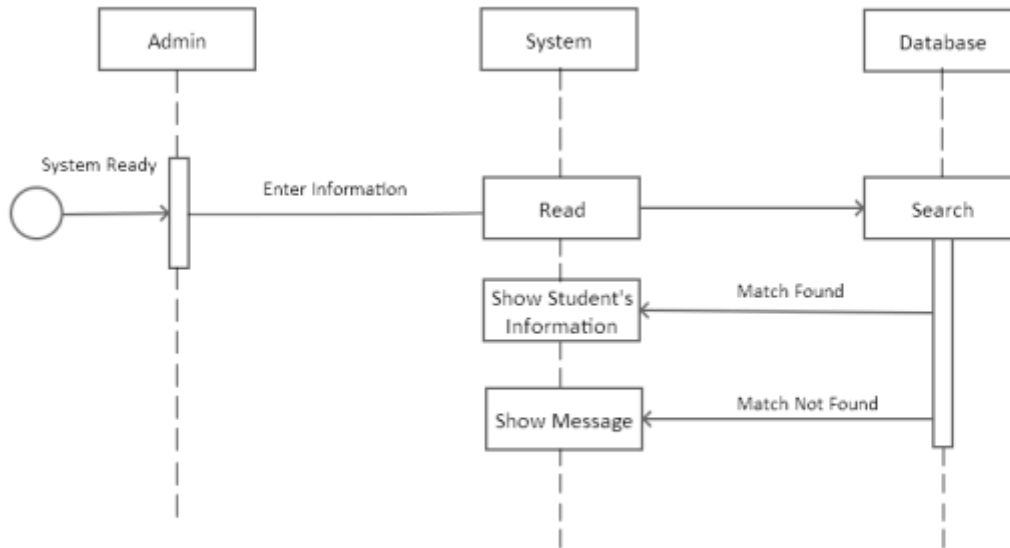 Admin
System
Database
System Ready
Enter Information
Read
Search
Show Student's
Information
Match Found
Show Message
Match Not Found